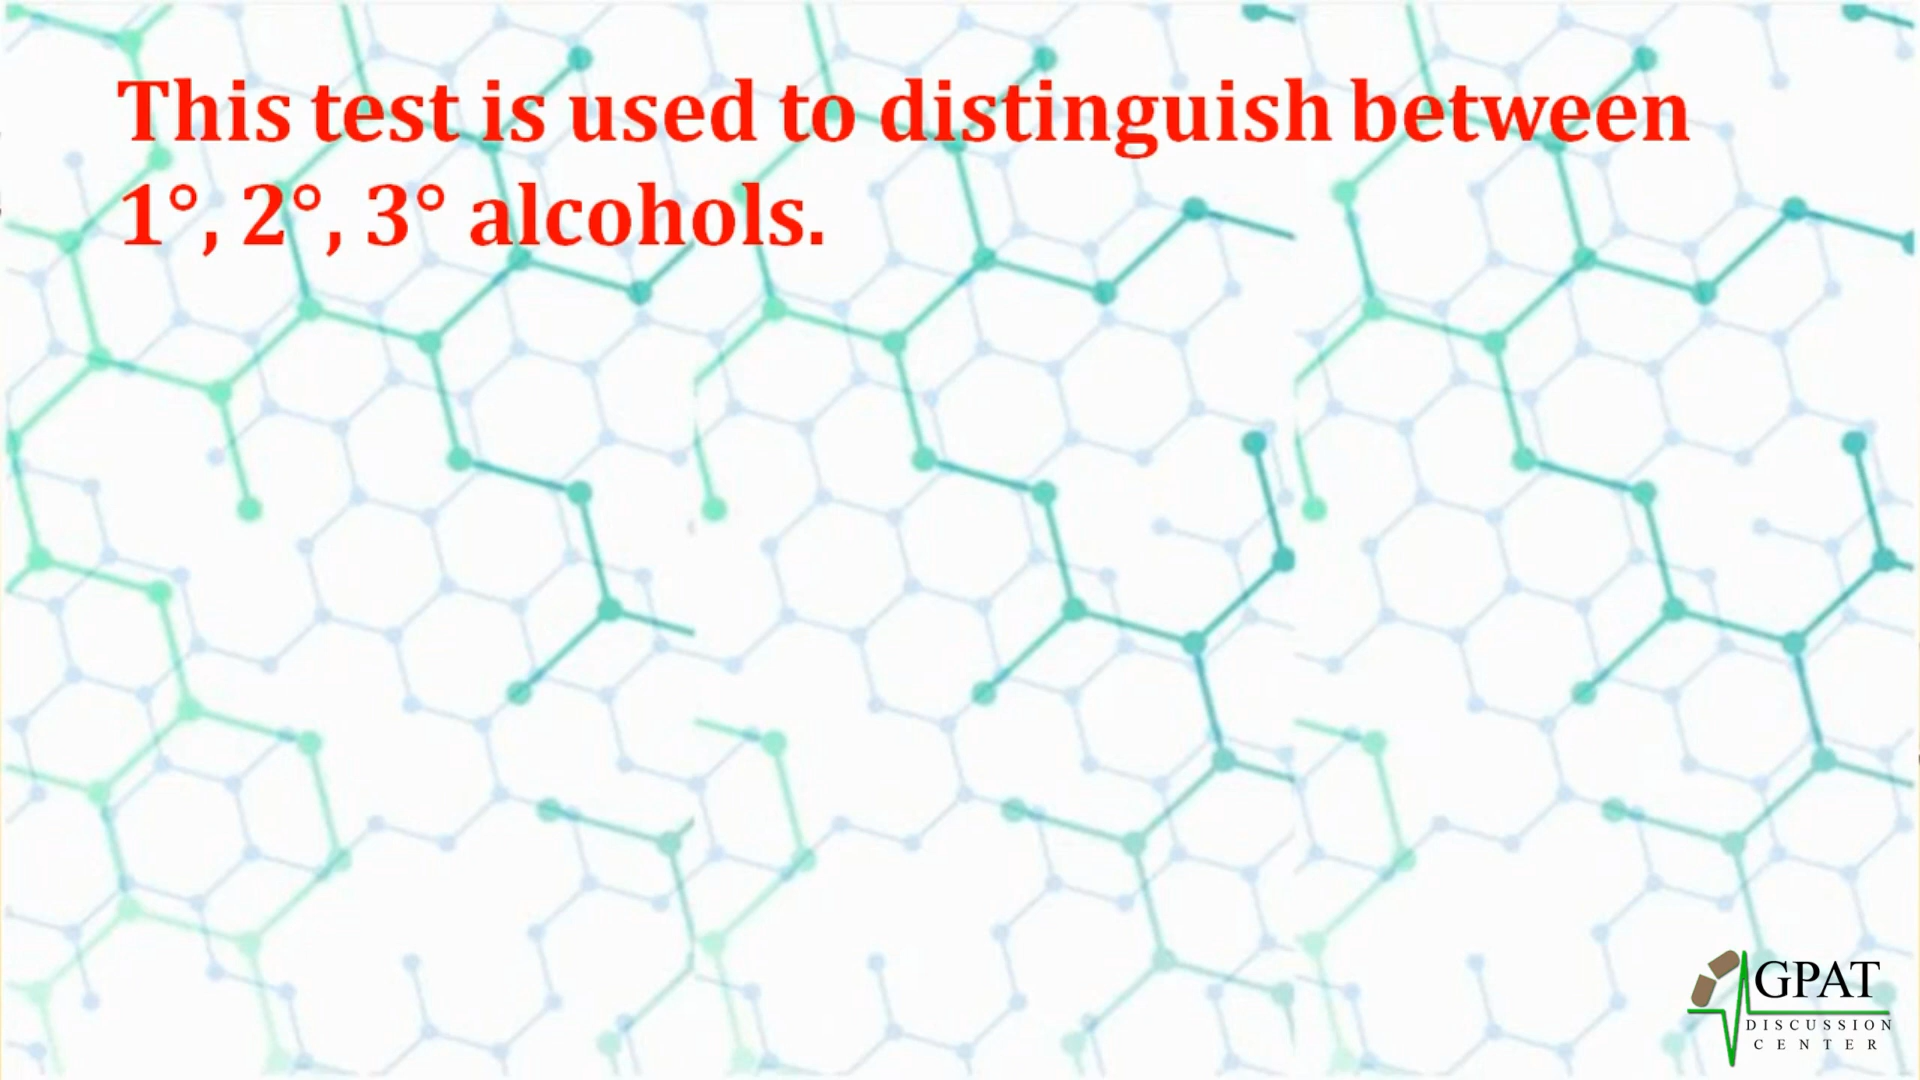 This test is used to distinguish between
1°, 2°, 3° alcohols.
GPAT
DISCUSSION
CENTER